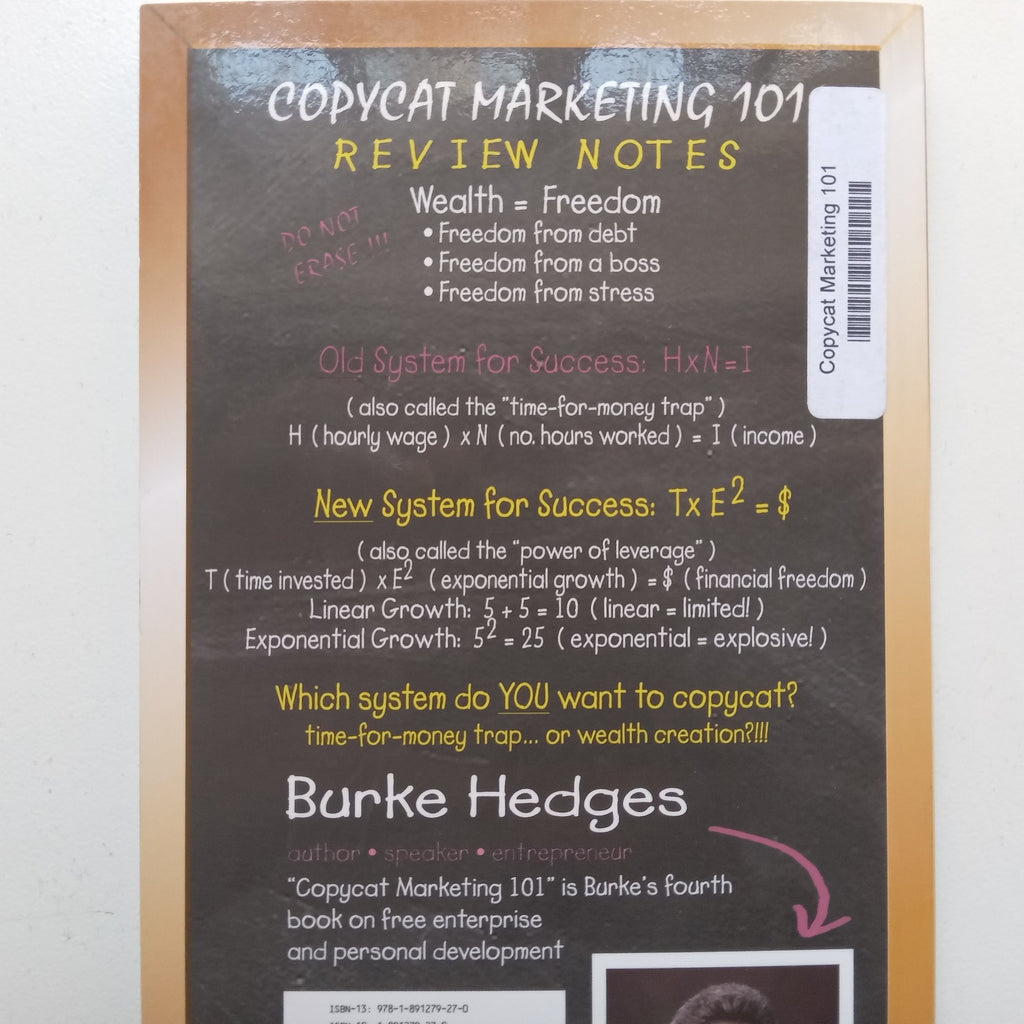 COPYCAT MARKETING 101
REVIEW NOTES
Wealth = Freedom
DO NOT
ERASE !!!
• Freedom from debt
• Freedom from a boss
• Freedom from stress
Copycat Marketing 101
Old System for Success: HxN=I
( also called the "time-for-money trap" )
H ( hourly wage ) x N ( no. hours worked ) = I ( income )
New System for Success: Tx E² = $
( also called the "power of leverage" )
T ( time invested ) x E² ( exponential growth ) = $ ( financial freedom )
Linear Growth: 5 + 5 = 10 ( linear = limited! )
Exponential Growth: 5² = 25 ( exponential = explosive! )
Which system do YOU want to copycat?
time-for-money trap... or wealth creation?!!!
Burke Hedges
author • speaker • entrepreneur
"Copycat Marketing 101" is Burke's fourth
book on free enterprise
and personal development
ISBN-13: 978-1-891279-27-0